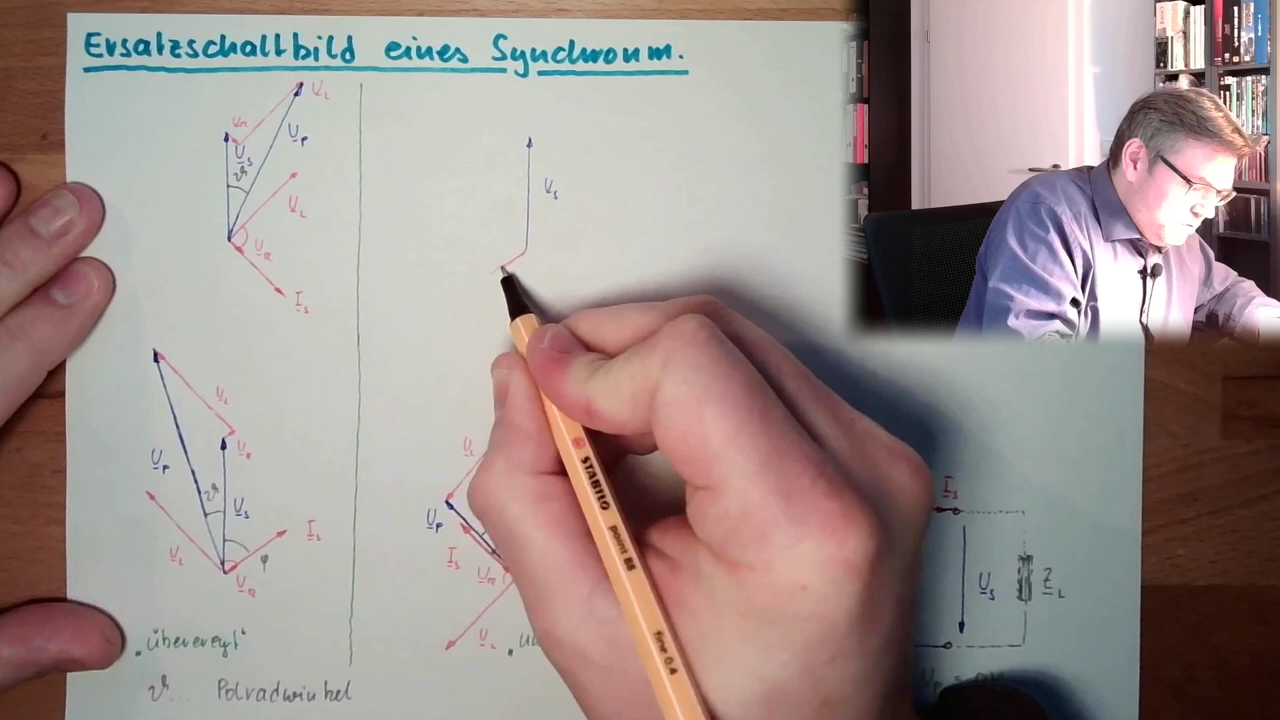 Ersatzschaltbild eines Synchronm.
U_L
U_R
U_P
U_S
ϑ
U_L
U_R
I_S
U_S
U_L
U_R
U_P
ϑ
U_S
I_S
φ
U_L
U_R
„übererregt“
ϑ... Polradwinkel
U_L
U_P
I_S
U_R
U_L
I_S
U_S
Z_L
STABILO point 88
fine 0.4